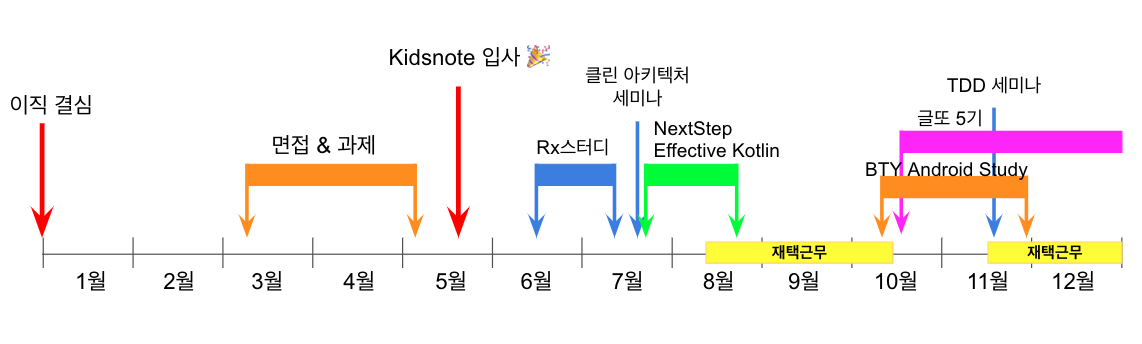 Kidsnote 입사 🎉
클린 아키텍처
세미나
TDD 세미나
이직 결심
글또 5기
면접 & 과제
Rx스터디
NextStep
Effective Kotlin
BTY Android Study
재택근무
재택근무
1월
2월
3월
4월
5월
6월
7월
8월
9월
10월
11월
12월